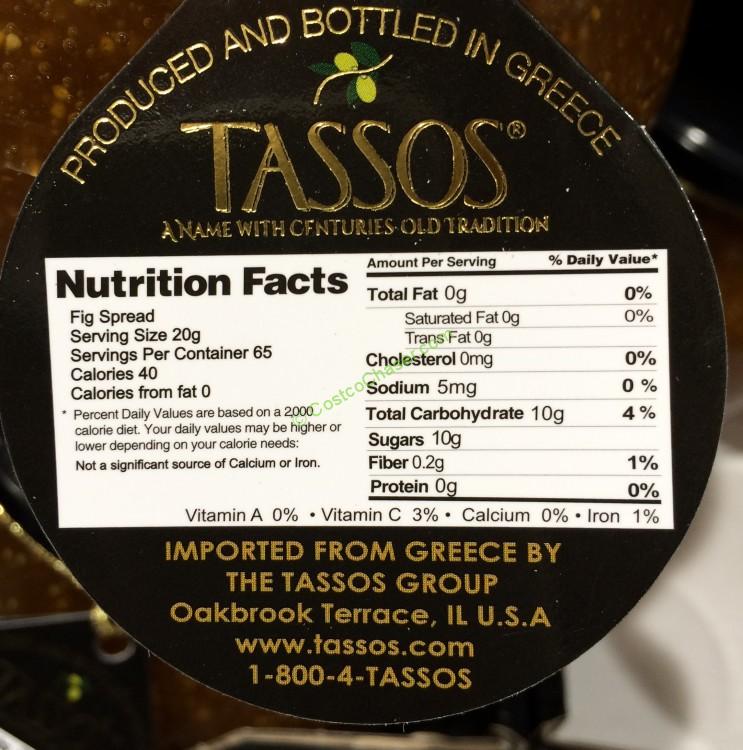 PRODUCED AND BOTTLED IN GREECE
TASSOS®
A NAME WITH CENTURIES-OLD TRADITION
Nutrition Facts
Fig Spread
Serving Size 20g
Servings Per Container 65
Calories 40
Calories from fat 0
* Percent Daily Values are based on a 2000
calorie diet. Your daily values may be higher or
lower depending on your calorie needs:
Not a significant source of Calcium or Iron.
Amount Per Serving % Daily Value*
Total Fat 0g 0%
Saturated Fat 0g 0%
Trans Fat 0g
Cholesterol 0mg 0%
Sodium 5mg 0 %
Total Carbohydrate 10g 4 %
Sugars 10g
Fiber 0.2g 1%
Protein 0g 0%
Vitamin A 0% • Vitamin C 3% • Calcium 0% • Iron 1%
© CostcoChaser.com
IMPORTED FROM GREECE BY
THE TASSOS GROUP
Oakbrook Terrace, IL U.S.A
www.tassos.com
1-800-4-TASSOS